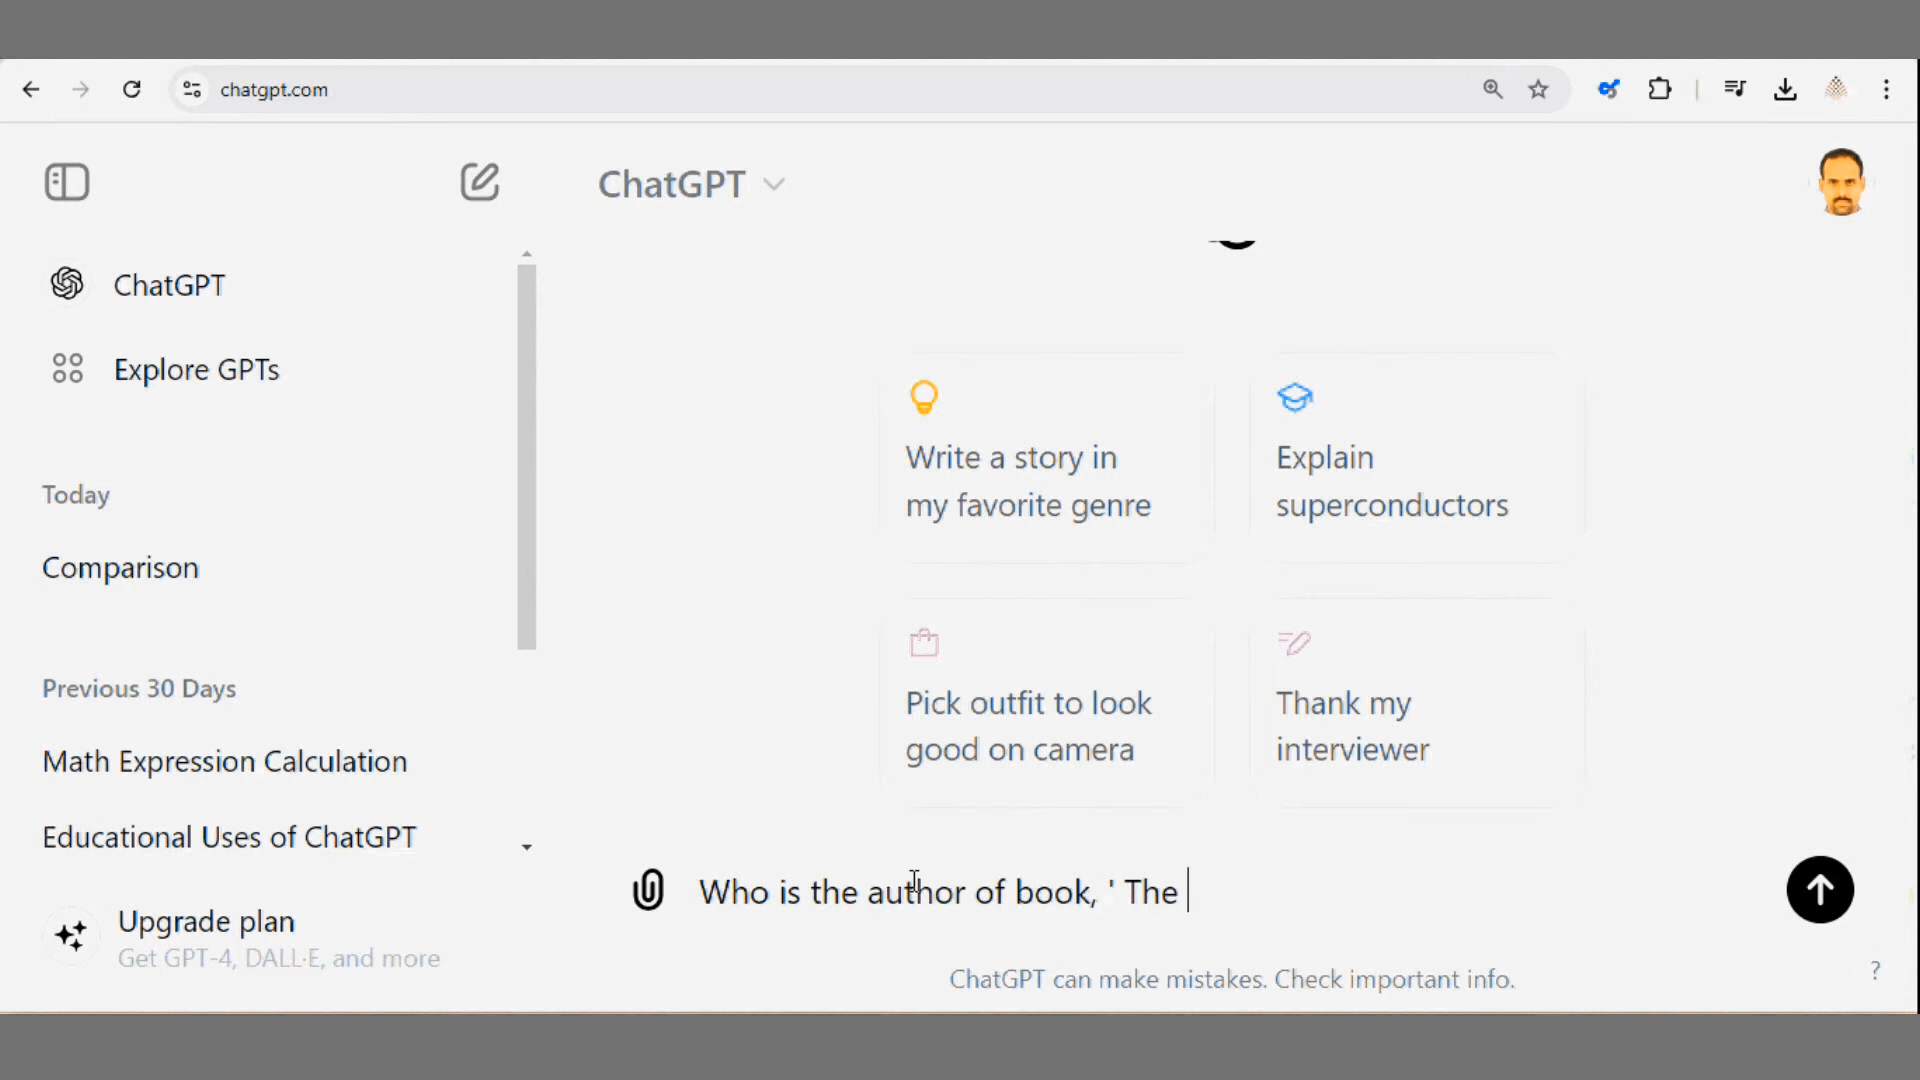 chatgpt.com
ChatGPT
ChatGPT
Explore GPTs
Today
Comparison
Previous 30 Days
Math Expression Calculation
Educational Uses of ChatGPT
Upgrade plan
Get GPT-4, DALL·E, and more
Write a story in
my favorite genre
Explain
superconductors
Pick outfit to look
good on camera
Thank my
interviewer
Who is the author of book, ' The
ChatGPT can make mistakes. Check important info.
?